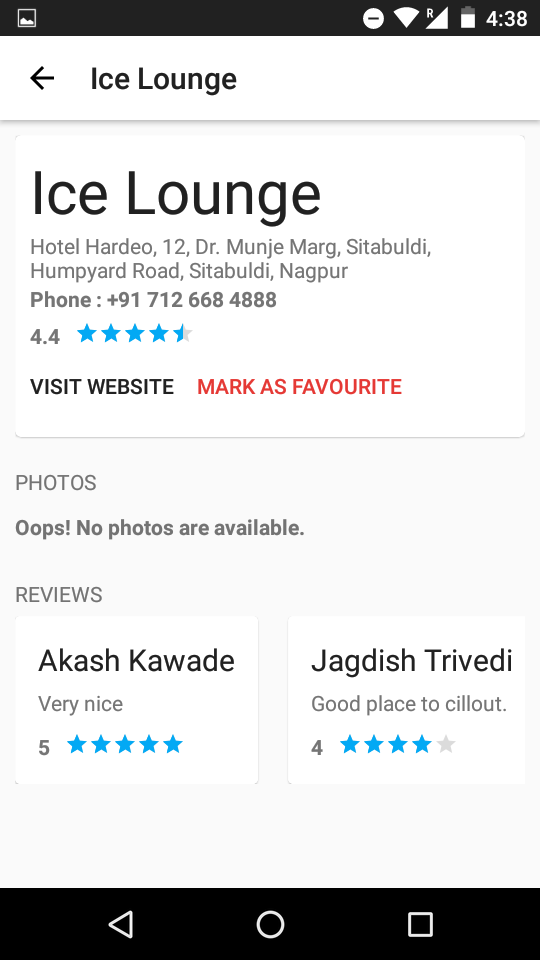 R 4:38
Ice Lounge
Ice Lounge
Hotel Hardeo, 12, Dr. Munje Marg, Sitabuldi,
Humpyard Road, Sitabuldi, Nagpur
Phone : +91 712 668 4888
4.4
VISIT WEBSITE MARK AS FAVOURITE
PHOTOS
Oops! No photos are available.
REVIEWS
Akash Kawade
Very nice
5
Jagdish Trivedi
Good place to cillout.
4